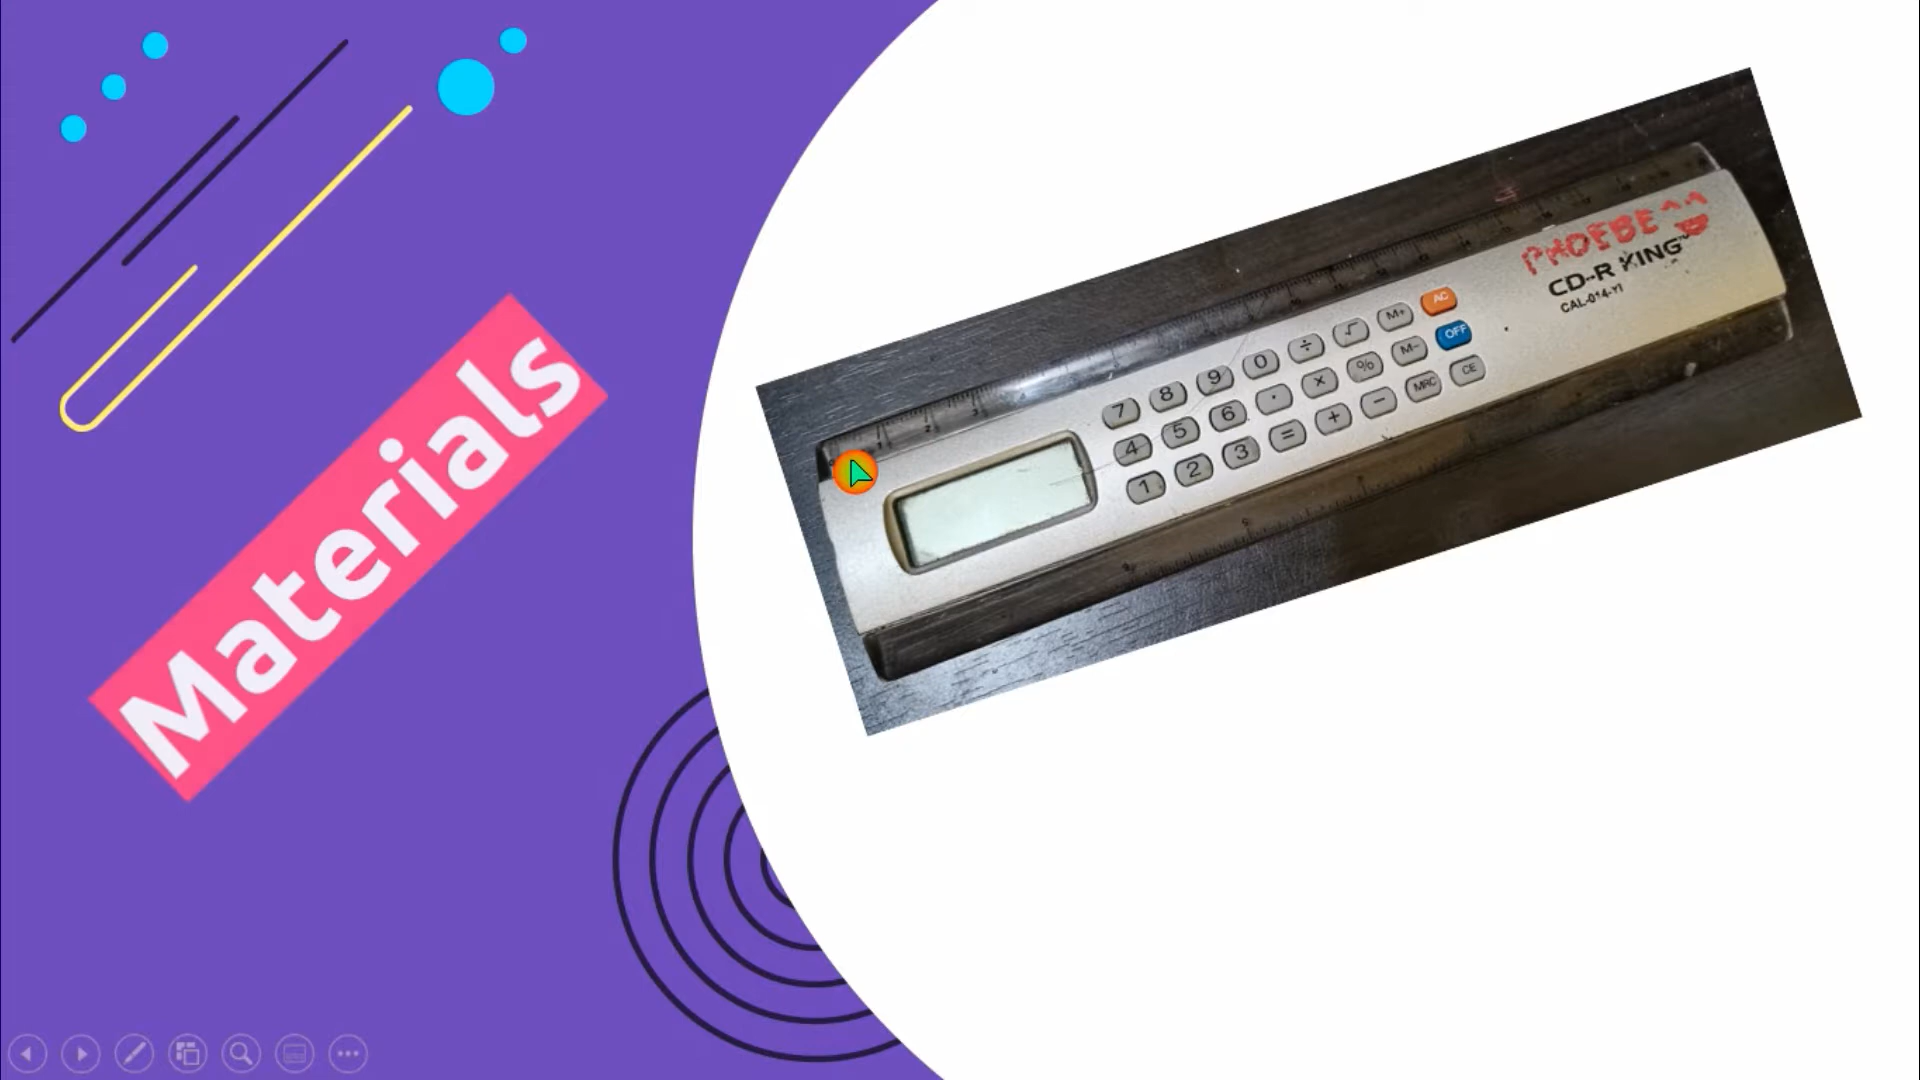 Materials
PHOEBE
CD-R KING
CAL-014-YI
7 8 9 0 ÷ √ M+ AC
4 5 6 · × % M− OFF
1 2 3 = + − MRC CE